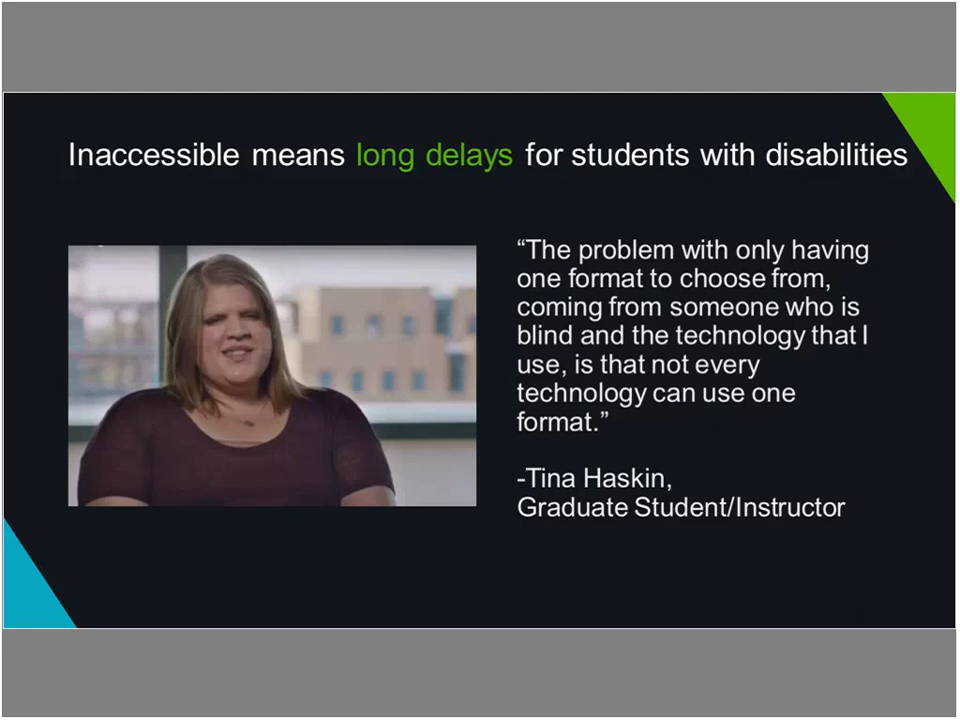 Inaccessible means long delays for students with disabilities
“The problem with only having
one format to choose from,
coming from someone who is
blind and the technology that I
use, is that not every
technology can use one
format.”
-Tina Haskin,
Graduate Student/Instructor